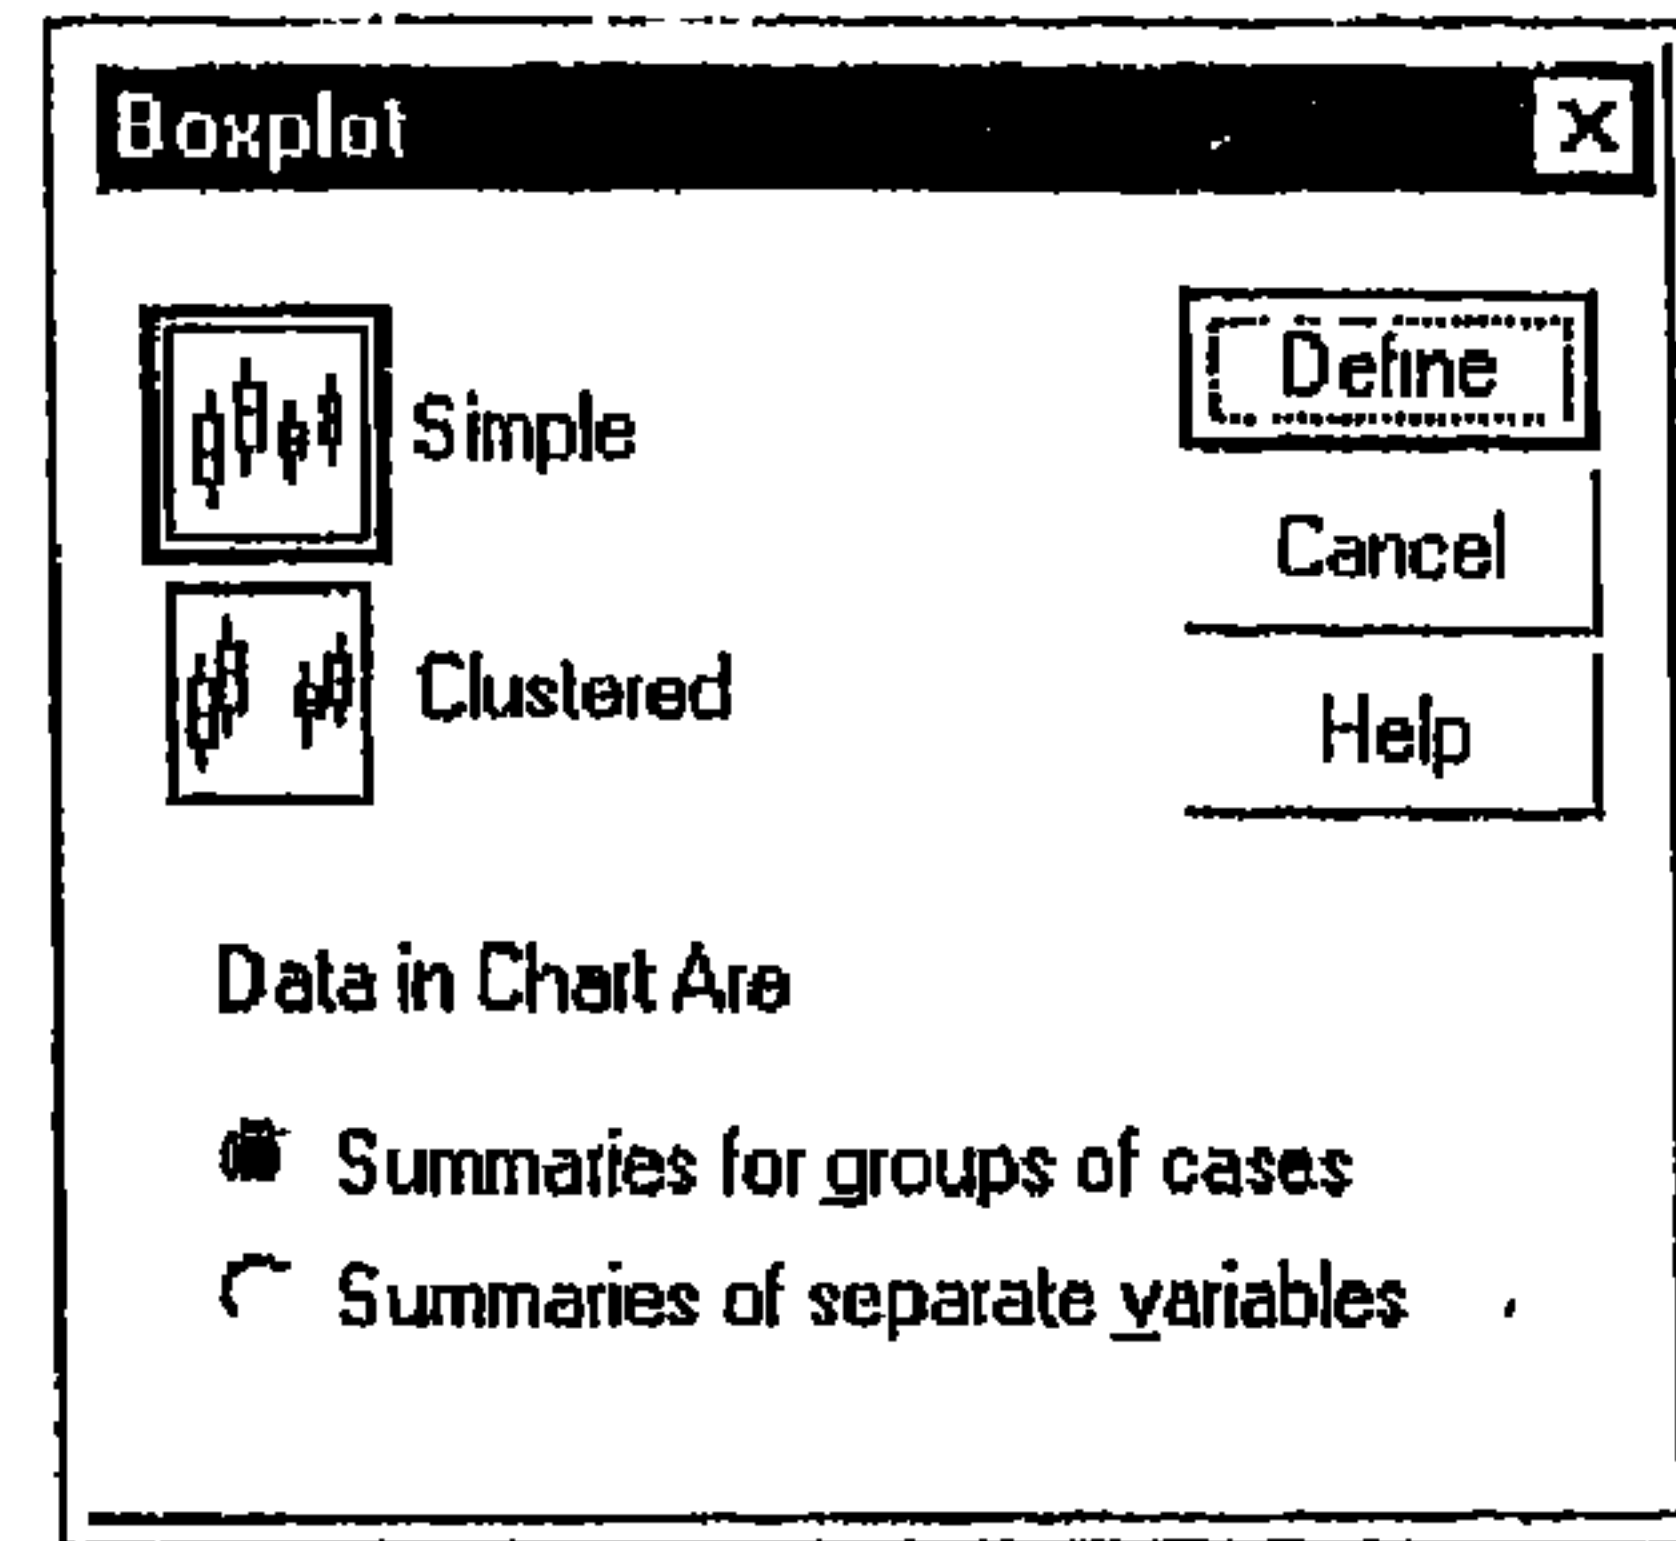 Boxplot
Simple
Define
Cancel
Clustered
Help
Data in Chart Are
Summaries for groups of cases
Summaries of separate variables